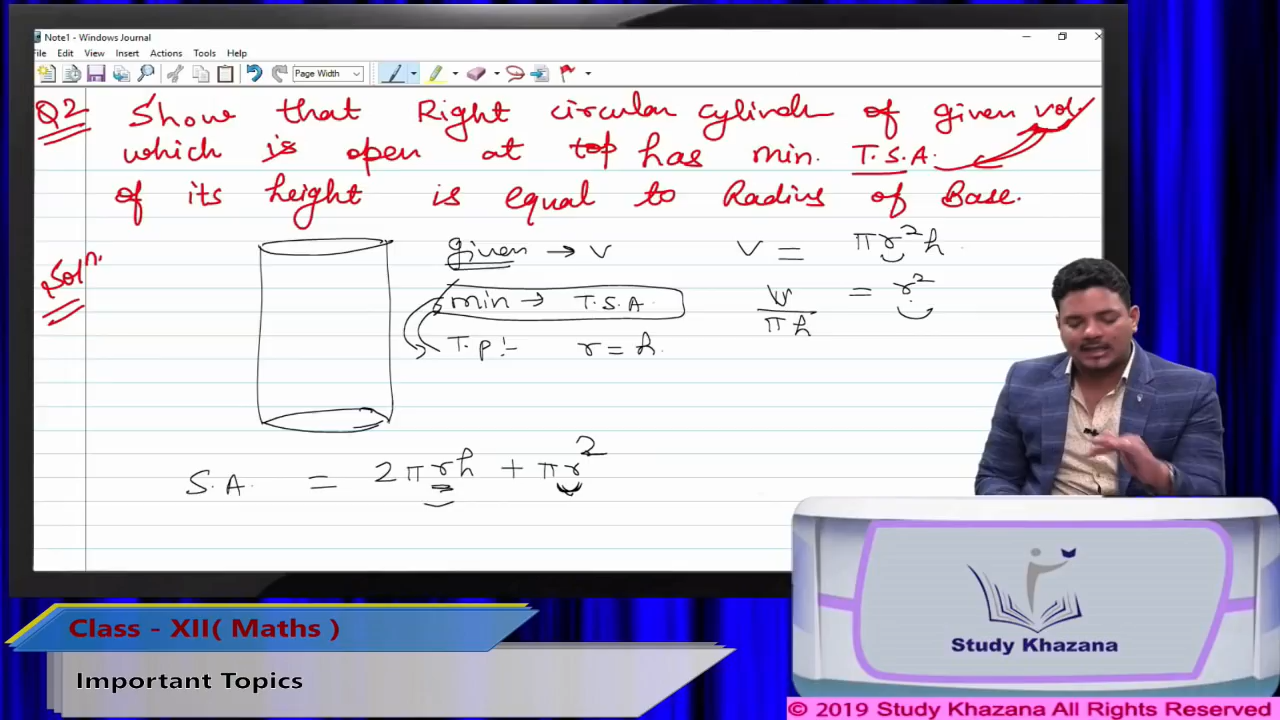 Note1 - Windows Journal
File Edit View Insert Actions Tools Help
Page Width
Q2 Show that Right circular cylinder of given vol
which is open at top has min. T.S.A.
of its height is equal to Radius of Base.
Solⁿ.
given → V
min → T.S.A.
T.p:- r = h.
V = πr²h
V/πh = r²
S.A. = 2πrh + πr²
Study Khazana
Class - XII( Maths )
Important Topics
© 2019 Study Khazana All Rights Reserved